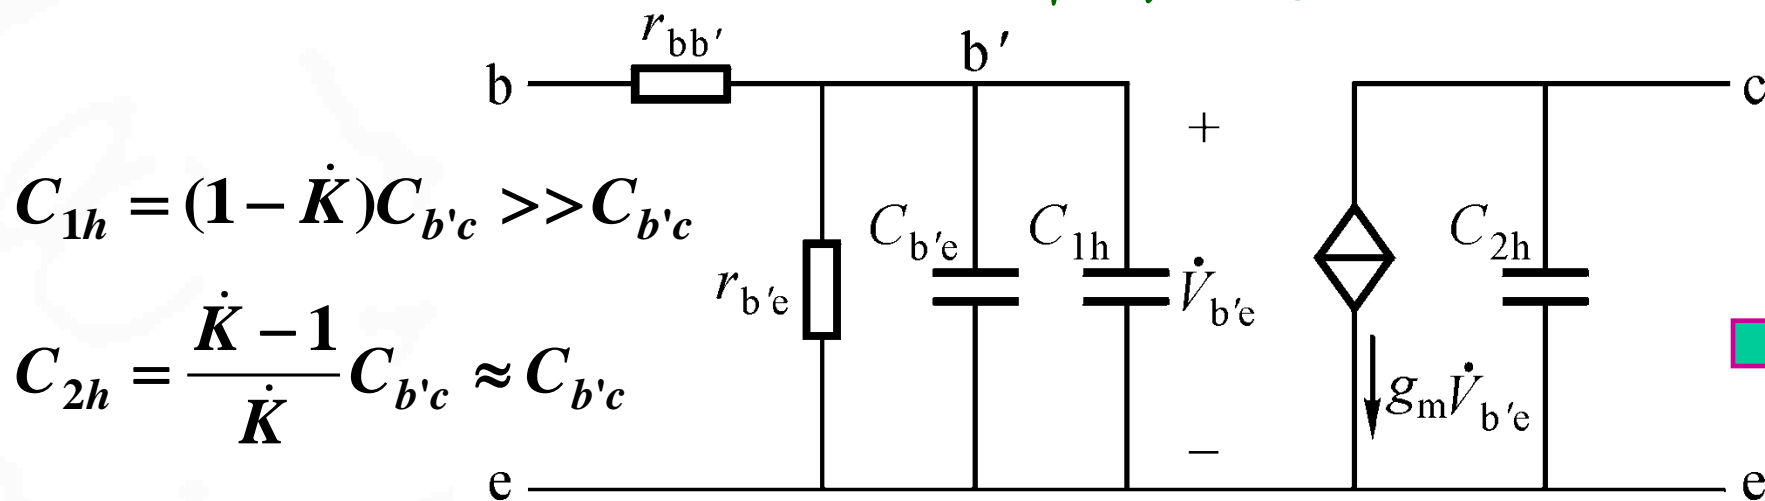 r_bb′
b b′ c
+
C_1h = (1 − K̇)C_b'c >> C_b'c
C_b′e C_1h C_2h
r_b′e V̇_b′e
C_2h = (K̇ − 1)/K̇ C_b'c ≈ C_b'c
g_m V̇_b′e
−
e e